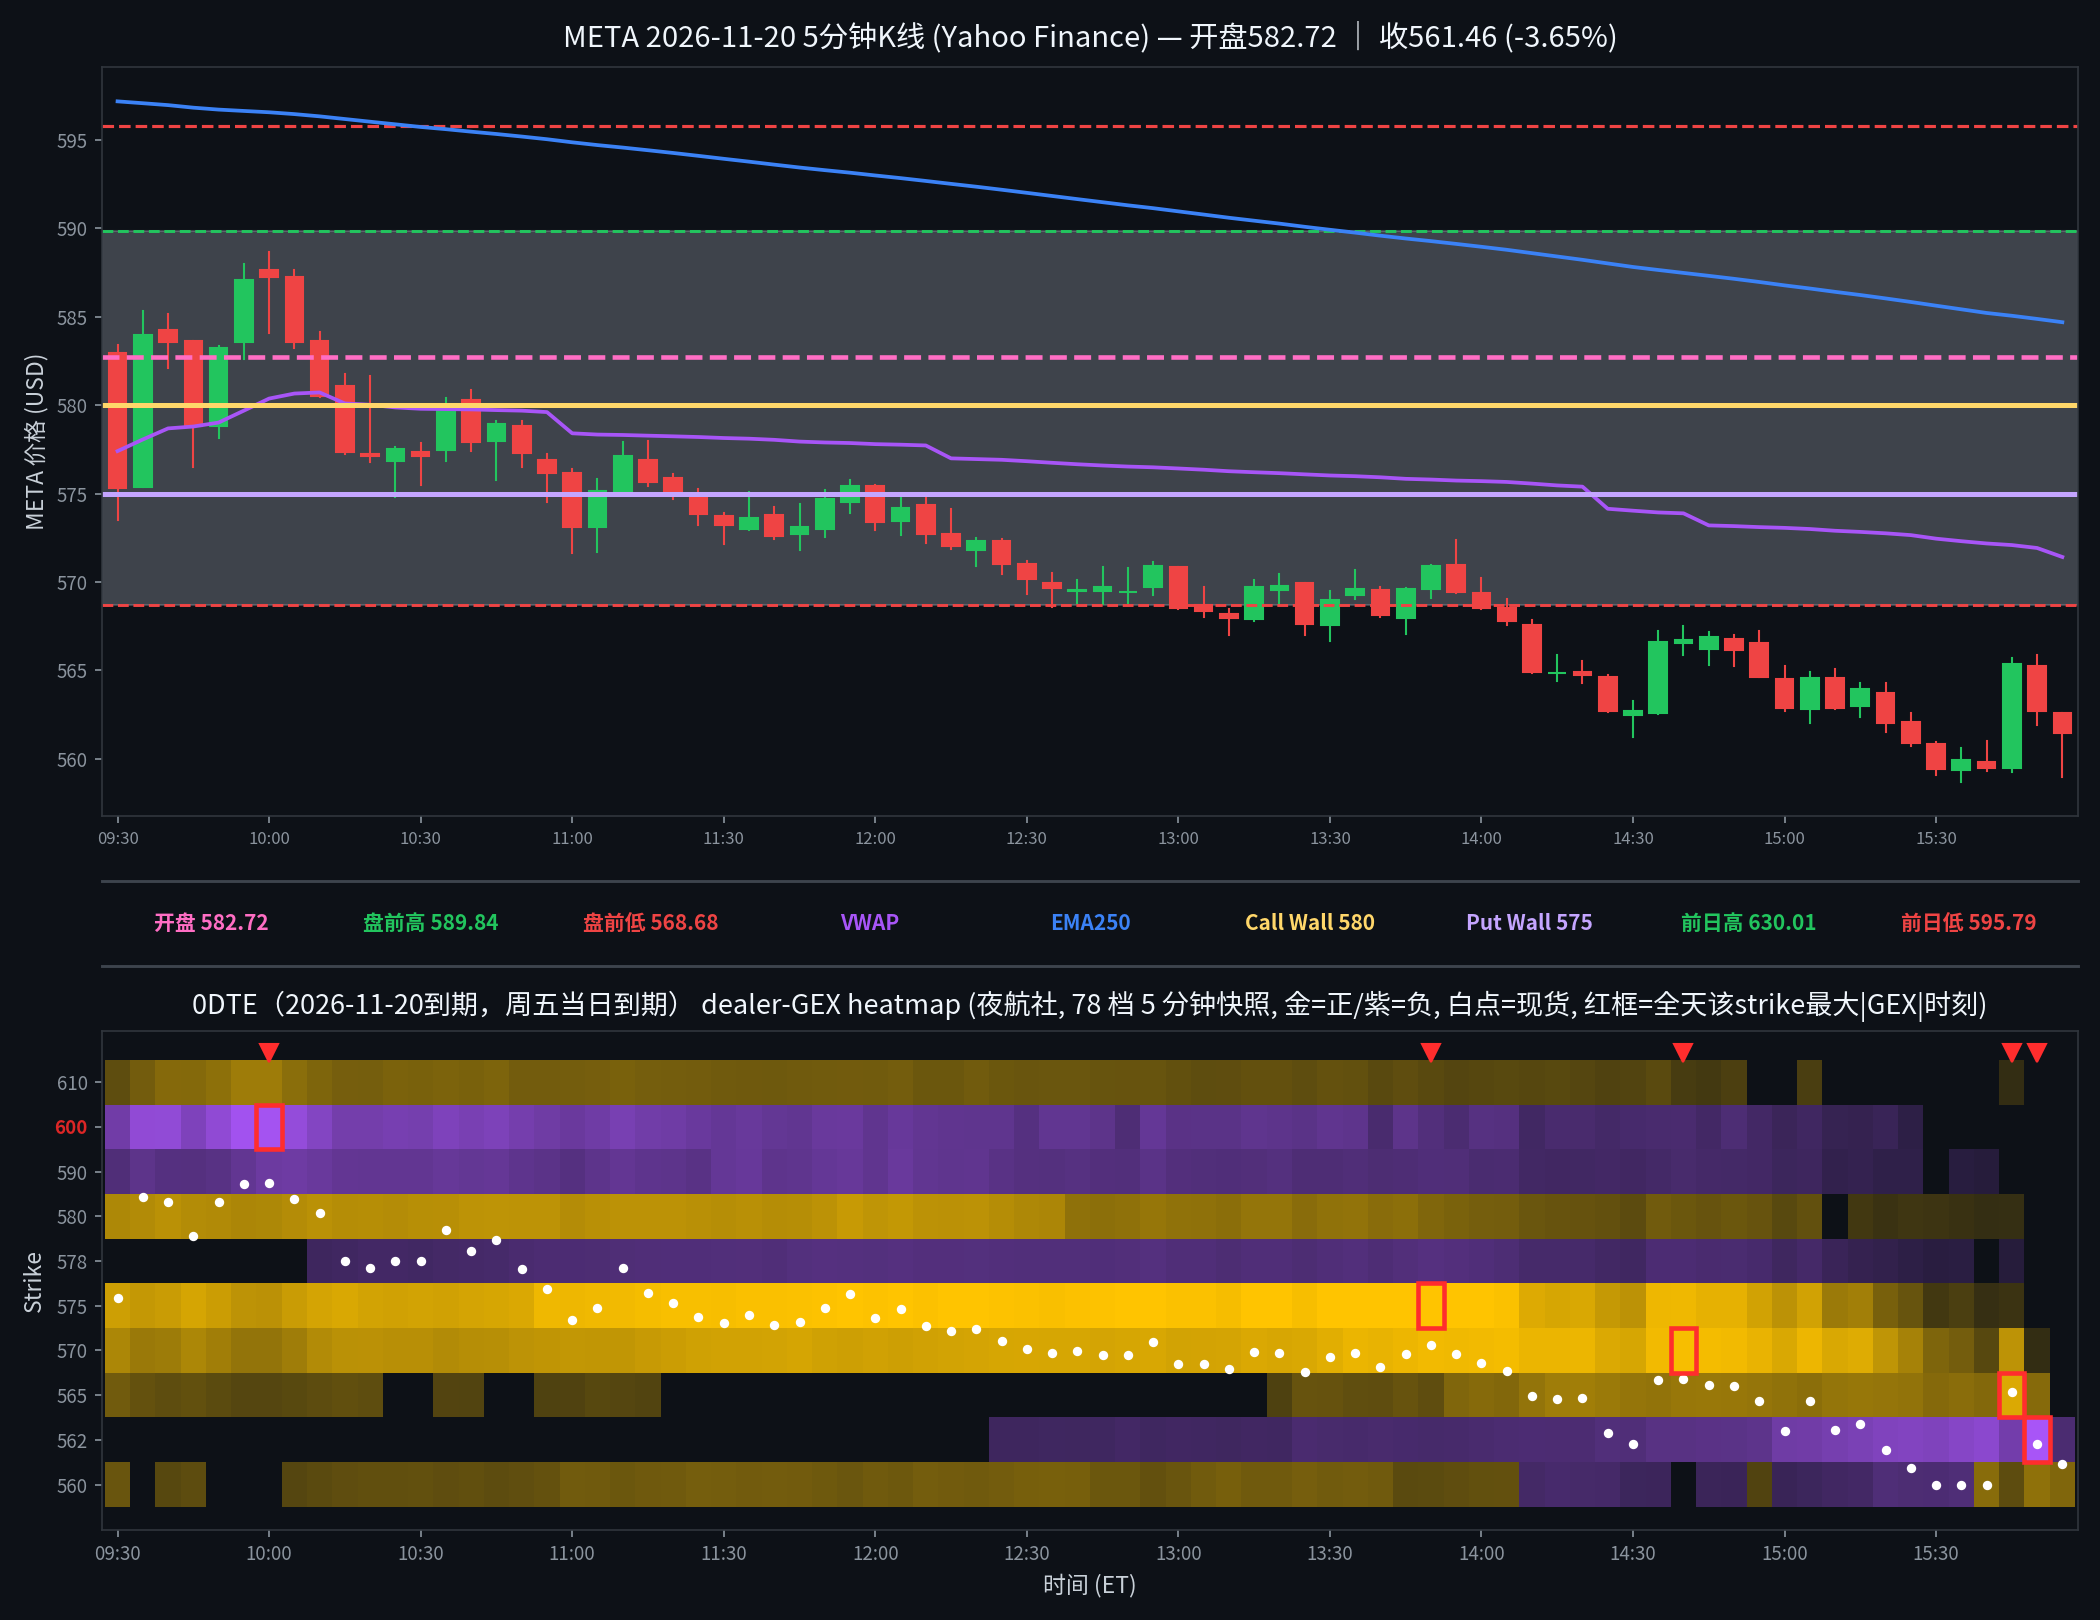 META 2026-11-20 5分钟K线 (Yahoo Finance) — 开盘582.72 ｜ 收561.46 (-3.65%)
META 价格 (USD)
595
590
585
580
575
570
565
560
09:30 10:00 10:30 11:00 11:30 12:00 12:30 13:00 13:30 14:00 14:30 15:00 15:30
开盘 582.72 盘前高 589.84 盘前低 568.68 VWAP EMA250 Call Wall 580 Put Wall 575 前日高 630.01 前日低 595.79
0DTE（2026-11-20到期，周五当日到期） dealer-GEX heatmap (夜航社, 78 档 5 分钟快照, 金=正/紫=负, 白点=现货, 红框=全天该strike最大|GEX|时刻)
Strike
610
600
590
580
578
575
570
565
562
560
09:30 10:00 10:30 11:00 11:30 12:00 12:30 13:00 13:30 14:00 14:30 15:00 15:30
时间 (ET)